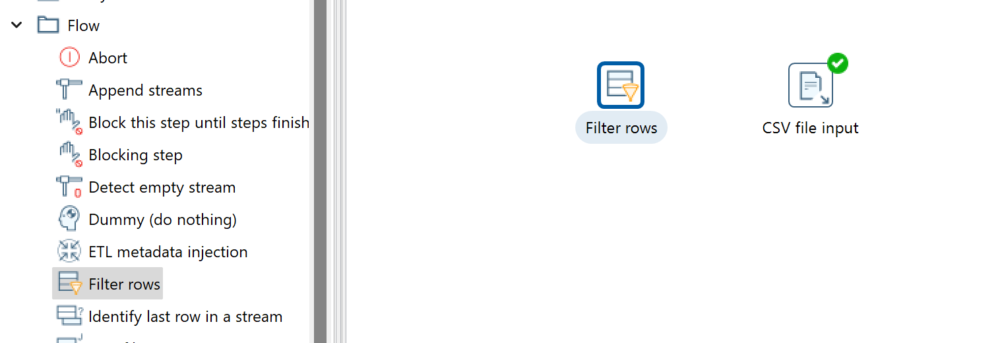 Flow
Abort
Append streams
Block this step until steps finish
Blocking step
Detect empty stream
Dummy (do nothing)
ETL metadata injection
Filter rows
Identify last row in a stream
Filter rows
CSV file input